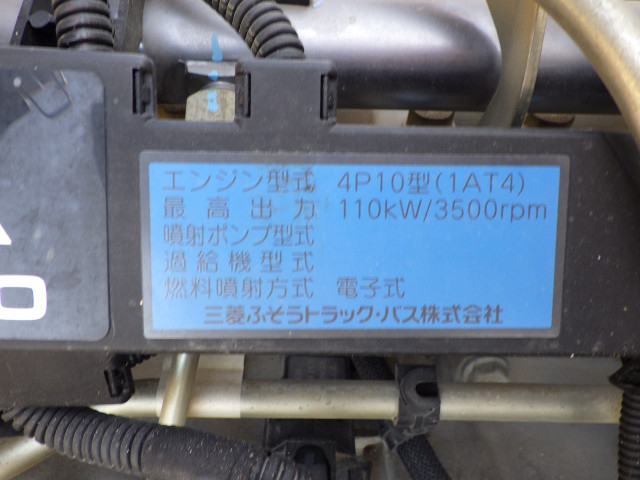 エンジン型式 4P10型(1AT4)
最高出力 110kW/3500rpm
噴射ポンプ型式
過給機型式
燃料噴射方式 電子式
三菱ふそうトラック・バス株式会社